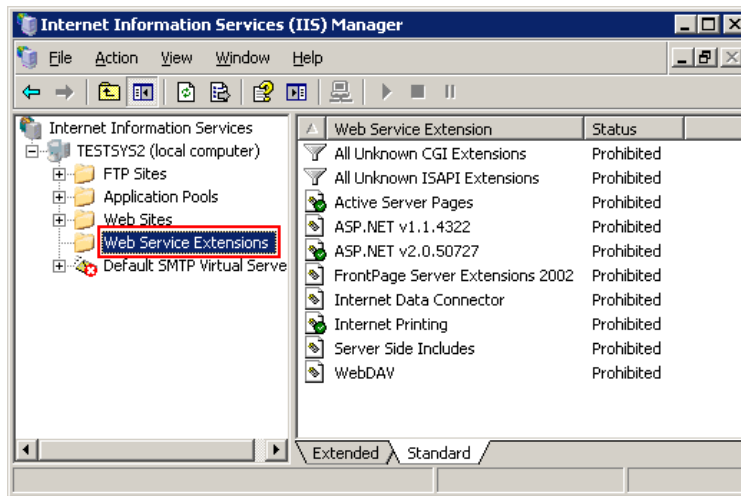 Internet Information Services (IIS) Manager
File Action View Window Help
Internet Information Services
TESTSYS2 (local computer)
FTP Sites
Application Pools
Web Sites
Web Service Extensions
Default SMTP Virtual Serve
Web Service Extension Status
All Unknown CGI Extensions Prohibited
All Unknown ISAPI Extensions Prohibited
Active Server Pages Prohibited
ASP.NET v1.1.4322 Prohibited
ASP.NET v2.0.50727 Prohibited
FrontPage Server Extensions 2002 Prohibited
Internet Data Connector Prohibited
Internet Printing Prohibited
Server Side Includes Prohibited
WebDAV Prohibited
Extended Standard